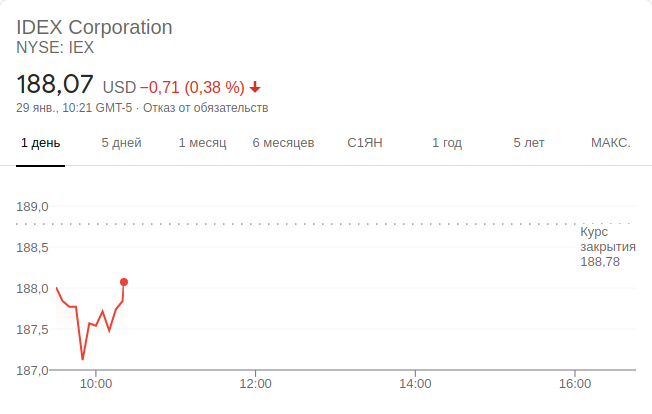 IDEX Corporation
NYSE: IEX
188,07 USD −0,71 (0,38 %)
29 янв., 10:21 GMT-5 · Отказ от обязательств
1 день 5 дней 1 месяц 6 месяцев С1ЯН 1 год 5 лет МАКС.
189,0
Курс
закрытия
188,78
188,5
188,0
187,5
187,0
10:00 12:00 14:00 16:00